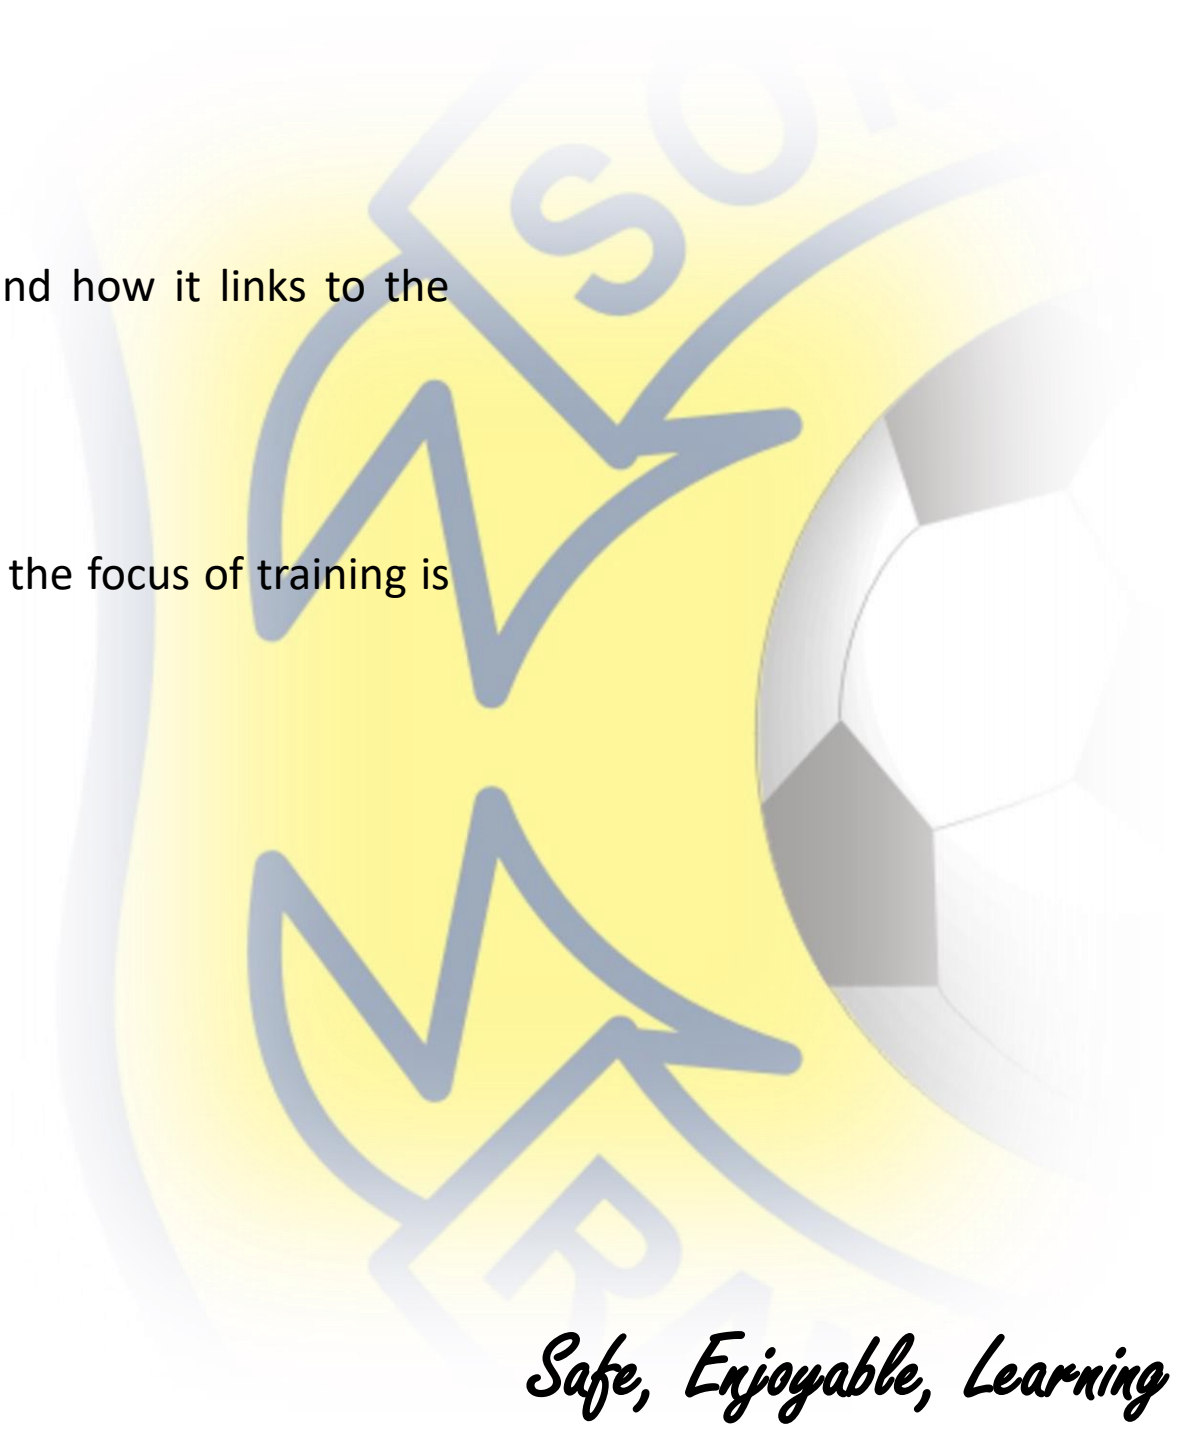 nd how it links to the
the focus of training is
Safe, Enjoyable, Learning